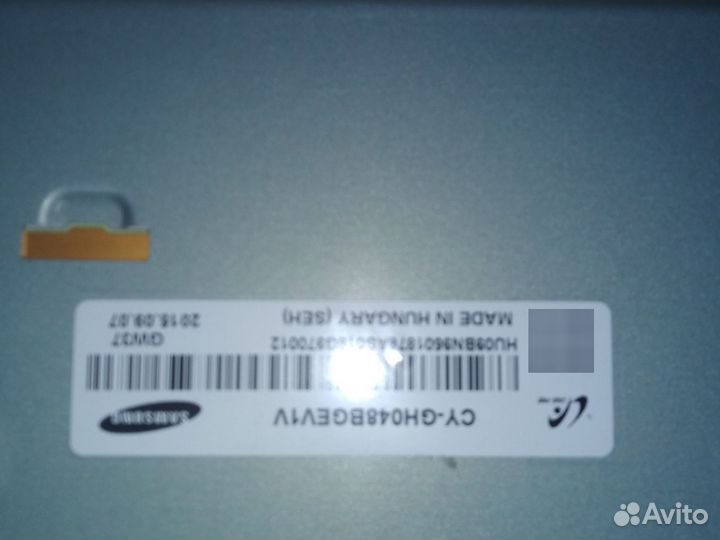 SAMSUNG
CY-GH048BGEV1V
GW37
2015.09.07 MADE IN HUNGARY (SEH)
Avito